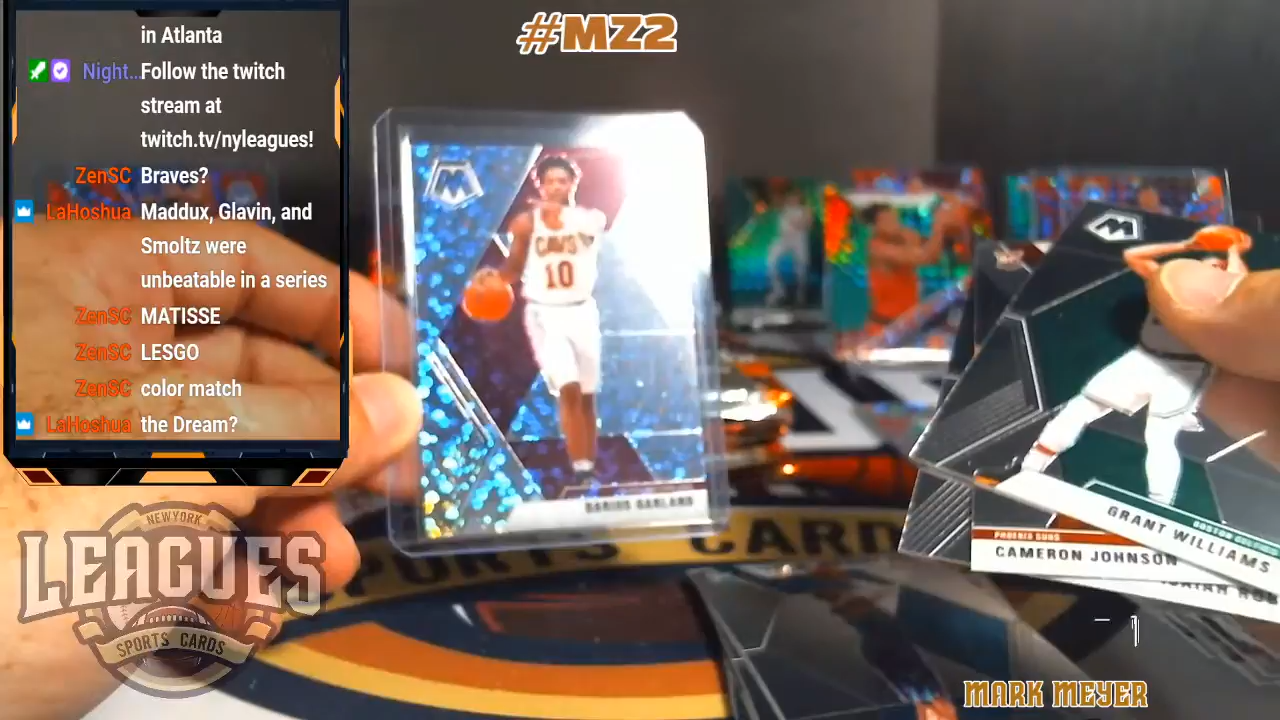 #MZ2
in Atlanta
Night... Follow the twitch
stream at
twitch.tv/nyleagues!
ZenSC Braves?
LaHoshua Maddux, Glavin, and
Smoltz were
unbeatable in a series
ZenSC MATISSE
ZenSC LESGO
ZenSC color match
LaHoshua the Dream?
CAVS
10
DARIUS GARLAND
BOSTON CELTICS
GRANT WILLIAMS
PHOENIX SUNS
CAMERON JOHNSON
NEW YORK
LEAGUES
SPORTS CARDS
SPORTS CARDS
MARK MEYER